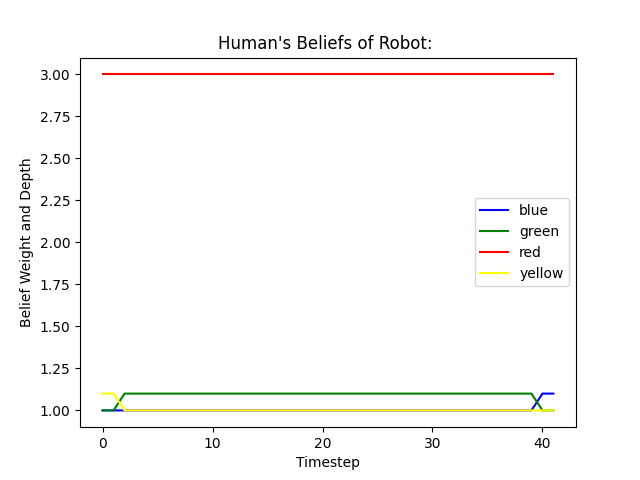 Human's Beliefs of Robot:
3.00
2.75
2.50
2.25
2.00
1.75
1.50
1.25
1.00
Belief Weight and Depth
blue
green
red
yellow
0 10 20 30 40
Timestep